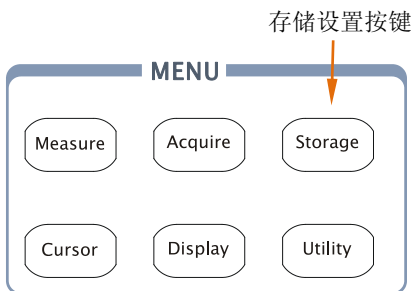 存储设置按键
MENU
Measure Acquire Storage
Cursor Display Utility